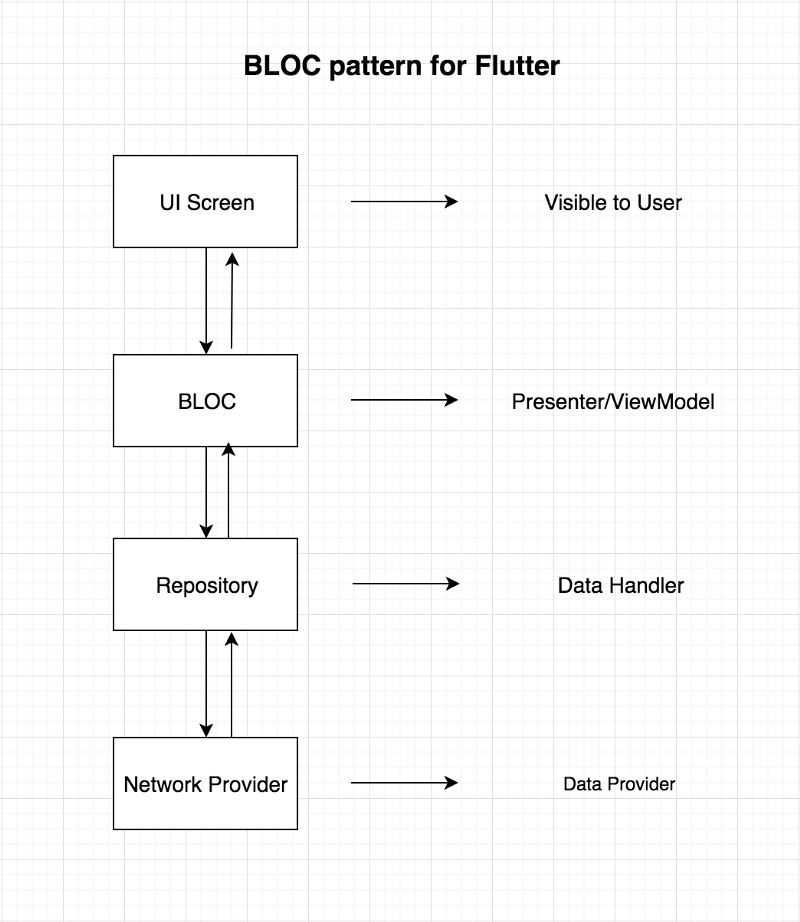 BLOC pattern for Flutter
UI Screen
Visible to User
BLOC
Presenter/ViewModel
Repository
Data Handler
Network Provider
Data Provider